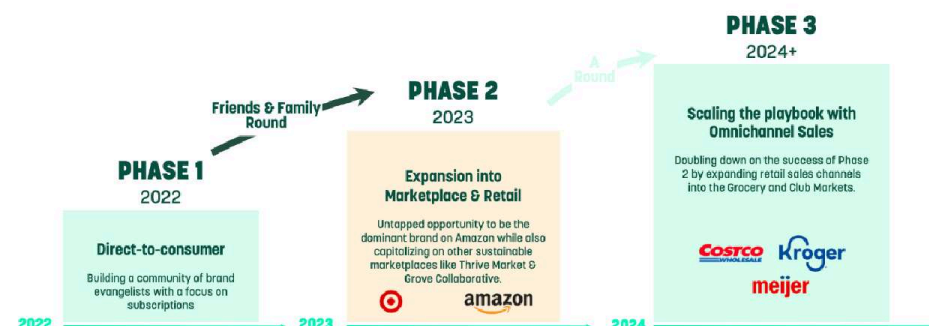 PHASE 3
2024+
A
Round
PHASE 2
2023
Friends & Family
Round
PHASE 1
2022
Scaling the playbook with
Omnichannel Sales
Doubling down on the success of Phase
2 by expanding retail sales channels
into the Grocery and Club Markets.
Expansion into
Marketplace & Retail
Untapped opportunity to be the
dominant brand on Amazon while also
capitalizing on other sustainable
marketplaces like Thrive Market &
Grove Collaborative.
Direct-to-consumer
Building a community of brand
evangelists with a focus on
subscriptions
COSTCO
WHOLESALE
Kroger
meijer
amazon
2022
2023
2024